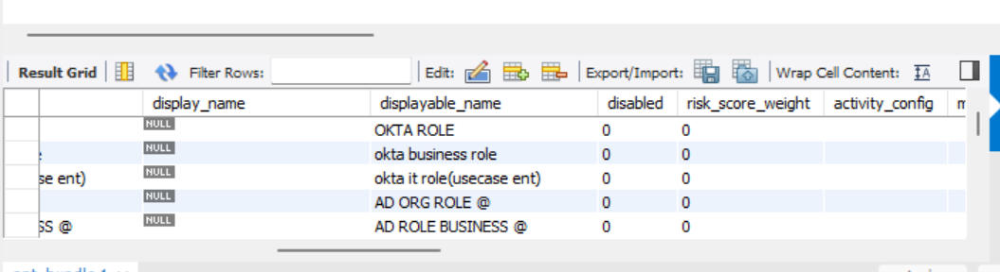 Result Grid Filter Rows: Edit: Export/Import: Wrap Cell Content: IA
display_name displayable_name disabled risk_score_weight activity_config m
NULL OKTA ROLE 0 0
NULL okta business role 0 0
se ent) NULL okta it role(usecase ent) 0 0
NULL AD ORG ROLE @ 0 0
SS @ NULL AD ROLE BUSINESS @ 0 0